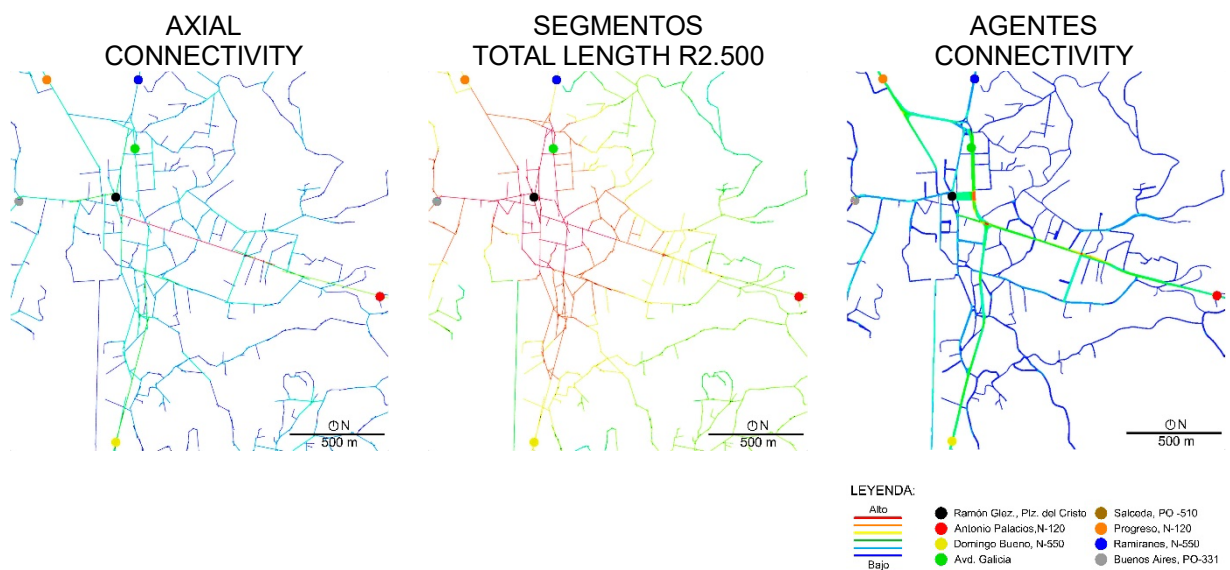 AXIAL
CONNECTIVITY
SEGMENTOS
TOTAL LENGTH R2.500
AGENTES
CONNECTIVITY
N
500 m
N
500 m
N
500 m
LEYENDA:
Alto
Bajo
Ramón Glez., Plz. del Cristo
Antonio Palacios,N-120
Domingo Bueno, N-550
Avd. Galicia
Salceda, PO -510
Progreso, N-120
Ramiranes, N-550
Buenos Aires, PO-331